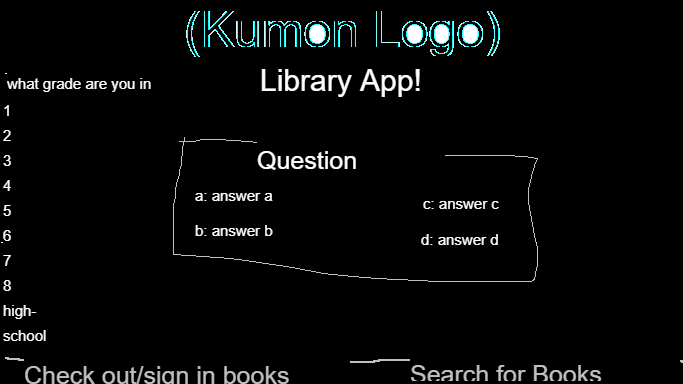 (Kumon Logo)
Library App!
what grade are you in
1
2
3
4
5
6
7
8
high-
school
Question
a: answer a
b: answer b
c: answer c
d: answer d
Check out/sign in books
Search for Books